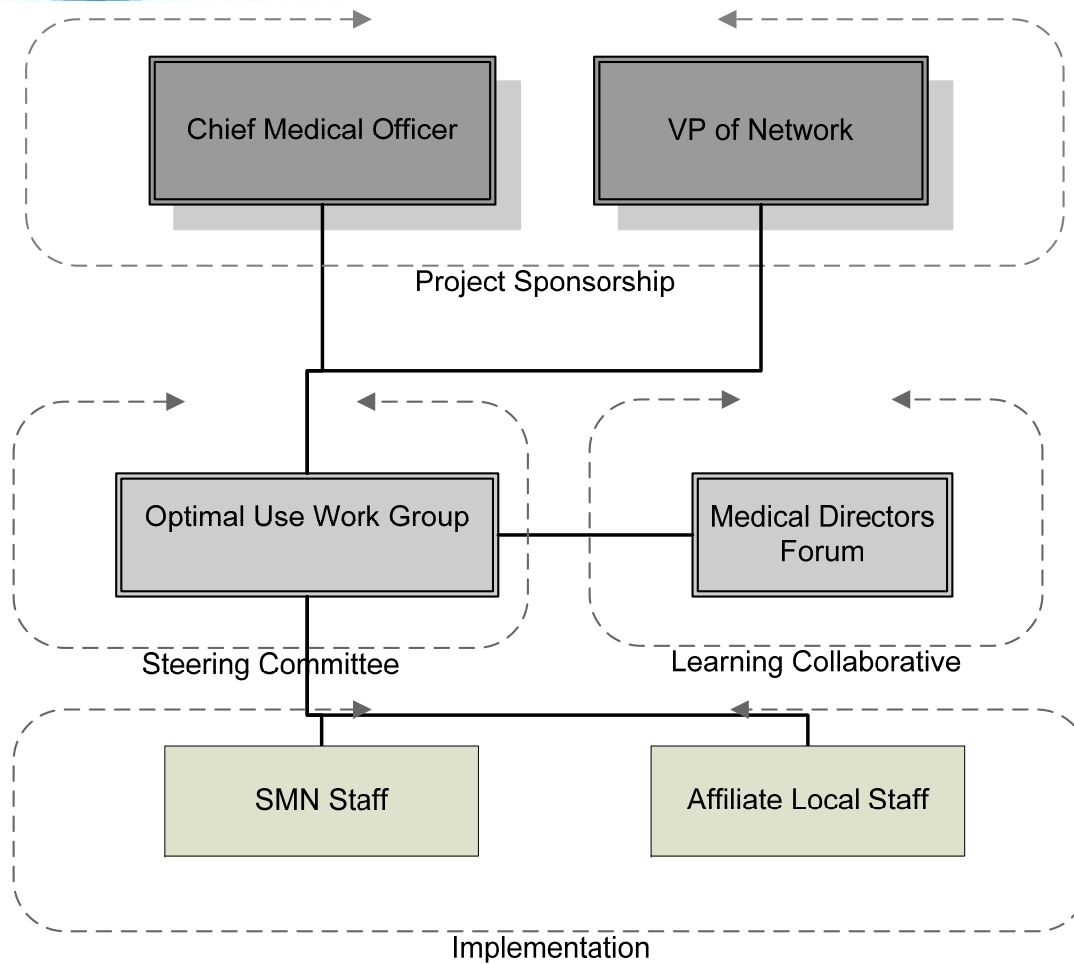 Chief Medical Officer
VP of Network
Project Sponsorship
Optimal Use Work Group
Medical Directors
Forum
Steering Committee
Learning Collaborative
SMN Staff
Affiliate Local Staff
Implementation